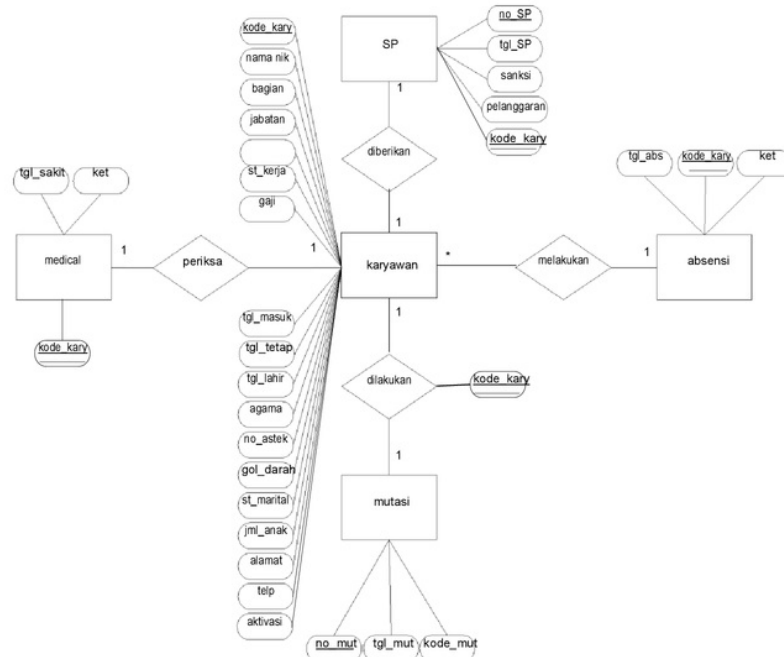 kode_kary
nama nik
bagian
jabatan
st_kerja
gaji
SP
no_SP
tgl_SP
sanksi
pelanggaran
kode_kary
1
diberikan
1
tgl_sakit
ket
medical
kode_kary
1
periksa
1
karyawan
*
melakukan
1
absensi
tgl_abs
kode_kary
ket
tgl_masuk
tgl_tetap
tgl_lahir
agama
no_astek
gol_darah
st_marital
jml_anak
alamat
telp
aktivasi
1
dilakukan
kode_kary
1
mutasi
no_mut
tgl_mut
kode_mut